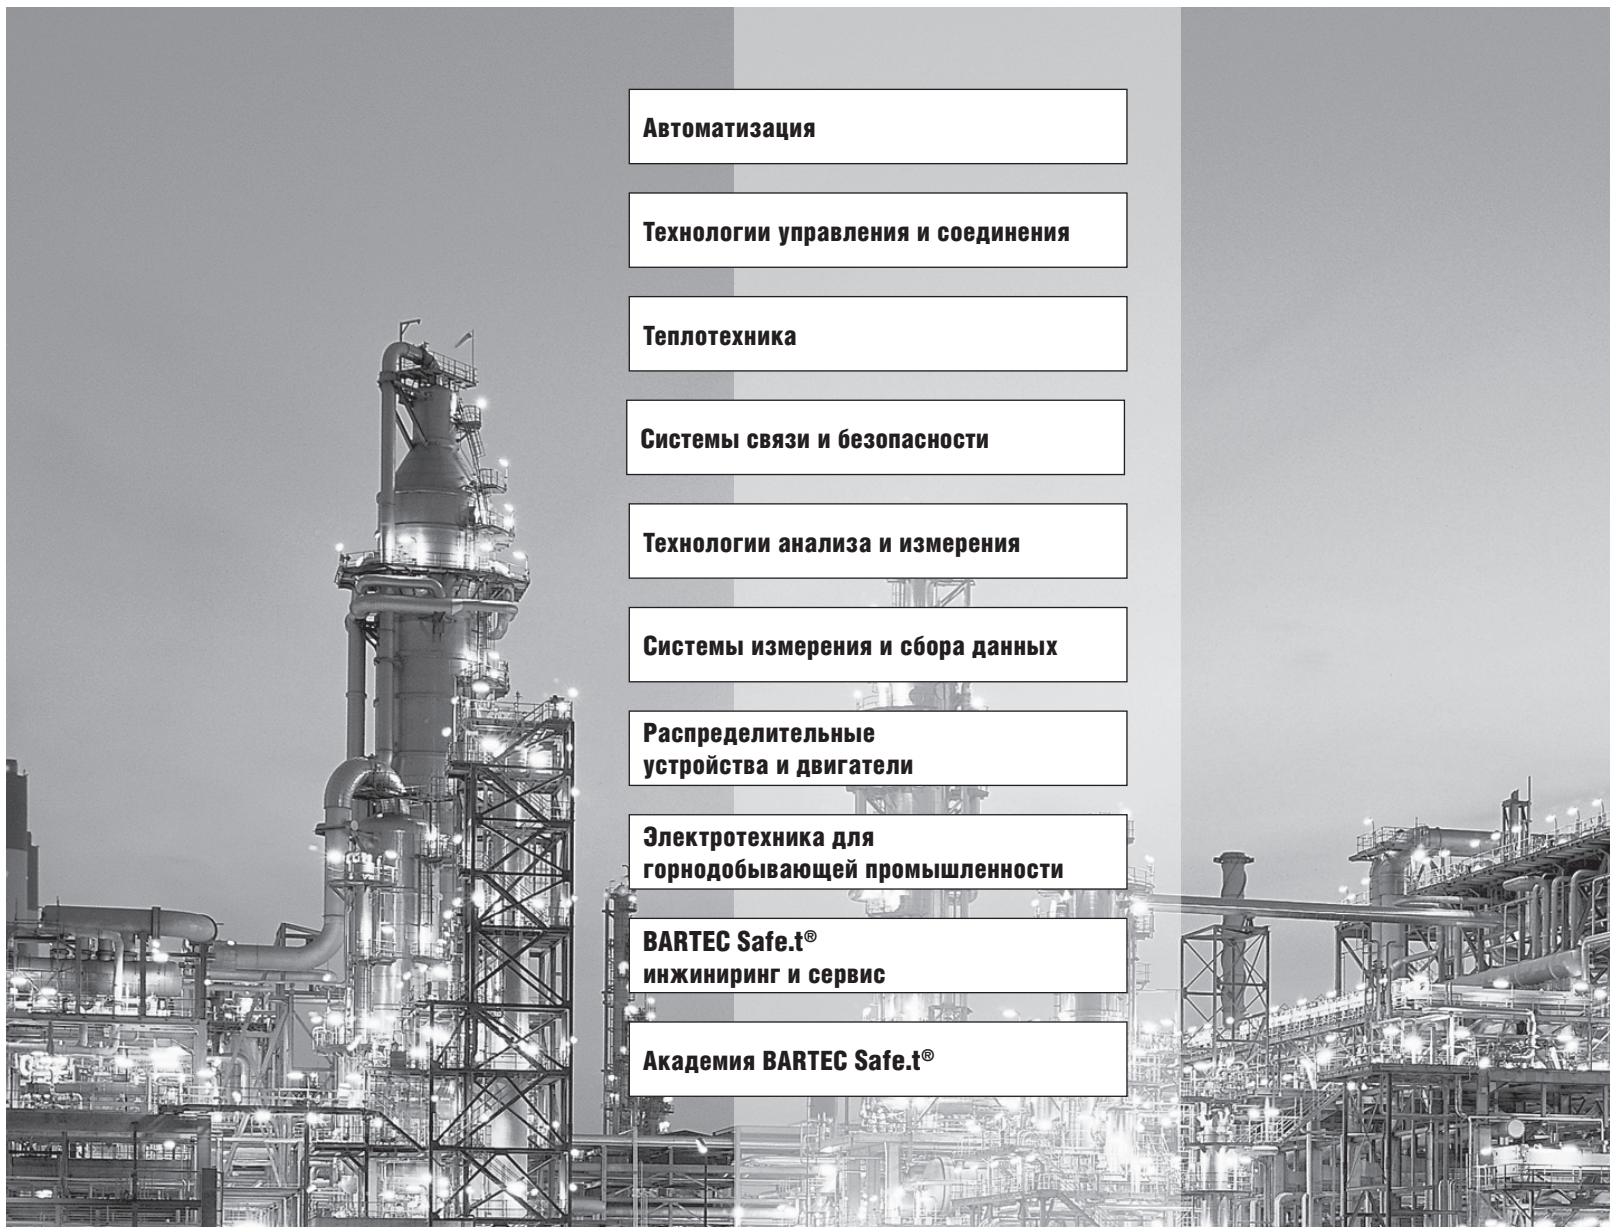 Автоматизация
Технологии управления и соединения
Теплотехника
Системы связи и безопасности
Технологии анализа и измерения
Системы измерения и сбора данных
Распределительные
устройства и двигатели
Электротехника для
горнодобывающей промышленности
BARTEC Safe.t®
инжиниринг и сервис
Академия BARTEC Safe.t®